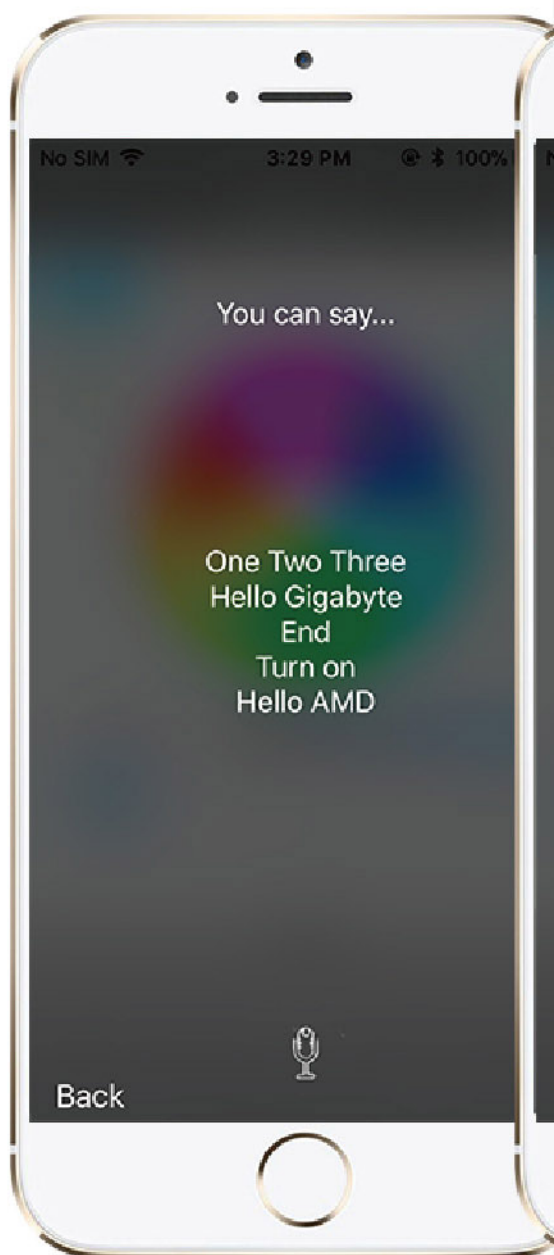 No SIM 3:29 PM 100%
You can say...
One Two Three
Hello Gigabyte
End
Turn on
Hello AMD
Back